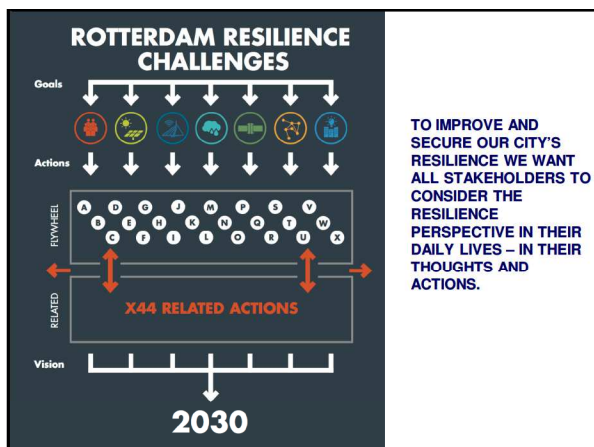 ROTTERDAM RESILIENCE
CHALLENGES
Goals
Actions
FLYWHEEL
A D G J M P S V
B E H K N Q T W
C F I L O R U X
RELATED
X44 RELATED ACTIONS
Vision
2030
TO IMPROVE AND
SECURE OUR CITY'S
RESILIENCE WE WANT
ALL STAKEHOLDERS TO
CONSIDER THE
RESILIENCE
PERSPECTIVE IN THEIR
DAILY LIVES – IN THEIR
THOUGHTS AND
ACTIONS.